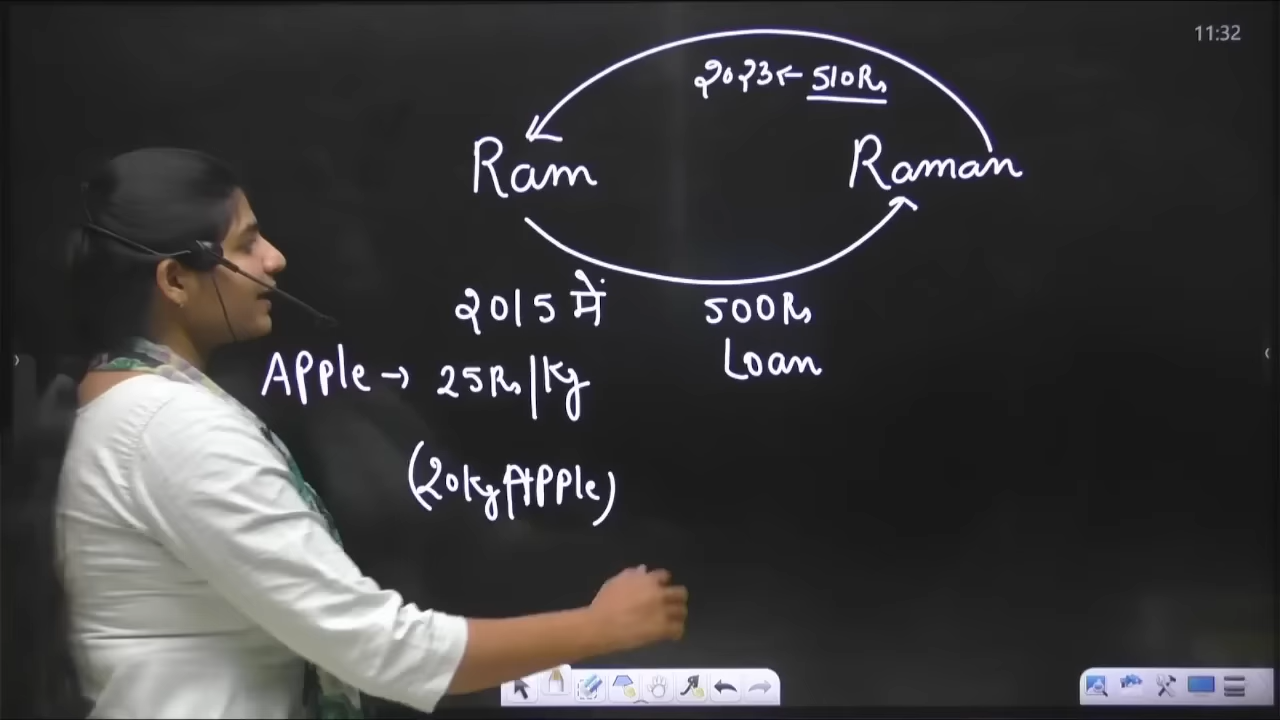 11:32
2023 ← 510Rs
Ram
Raman
2015 में
500Rs
Loan
Apple → 25Rs/kg
(20kg Apple)